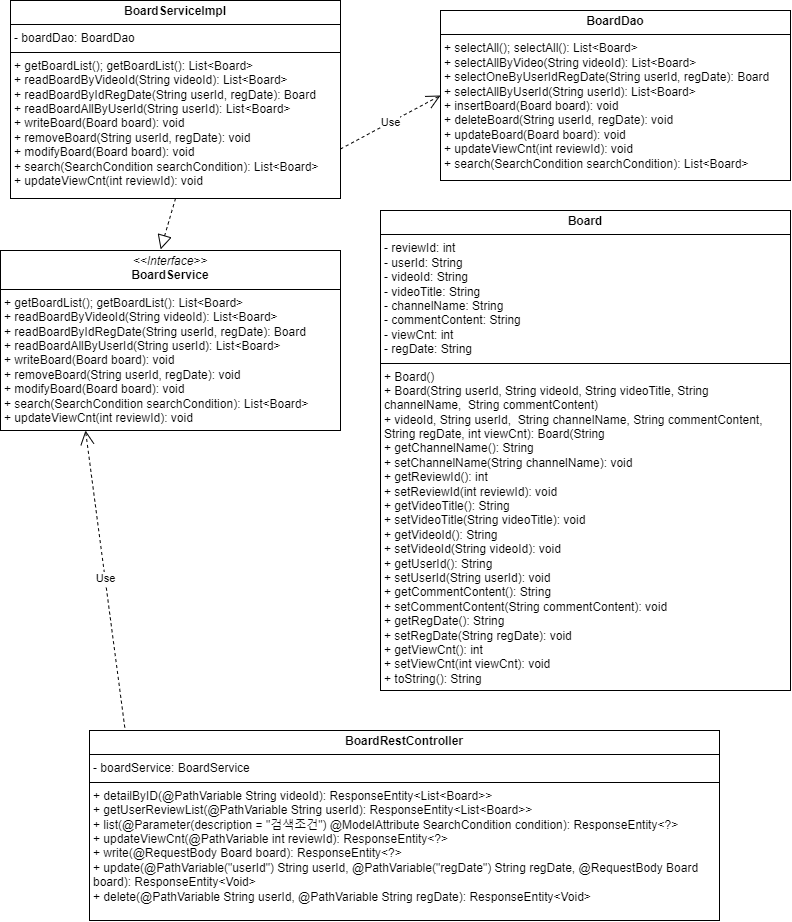 BoardServiceImpl
- boardDao: BoardDao
+ getBoardList(); getBoardList(): List<Board>
+ readBoardByVideoId(String videoId): List<Board>
+ readBoardByIdRegDate(String userId, regDate): Board
+ readBoardAllByUserId(String userId): List<Board>
+ writeBoard(Board board): void
+ removeBoard(String userId, regDate): void
+ modifyBoard(Board board): void
+ search(SearchCondition searchCondition): List<Board>
+ updateViewCnt(int reviewId): void
Use
BoardDao
+ selectAll(); selectAll(): List<Board>
+ selectAllByVideo(String videoId): List<Board>
+ selectOneByUserIdRegDate(String userId, regDate): Board
+ selectAllByUserId(String userId): List<Board>
+ insertBoard(Board board): void
+ deleteBoard(String userId, regDate): void
+ updateBoard(Board board): void
+ updateViewCnt(int reviewId): void
+ search(SearchCondition searchCondition): List<Board>
<<Interface>>
BoardService
+ getBoardList(); getBoardList(): List<Board>
+ readBoardByVideoId(String videoId): List<Board>
+ readBoardByIdRegDate(String userId, regDate): Board
+ readBoardAllByUserId(String userId): List<Board>
+ writeBoard(Board board): void
+ removeBoard(String userId, regDate): void
+ modifyBoard(Board board): void
+ search(SearchCondition searchCondition): List<Board>
+ updateViewCnt(int reviewId): void
Use
Board
- reviewId: int
- userId: String
- videoId: String
- videoTitle: String
- channelName: String
- commentContent: String
- viewCnt: int
- regDate: String
+ Board()
+ Board(String userId, String videoId, String videoTitle, String
channelName,  String commentContent)
+ videoId, String userId,  String channelName, String commentContent,
String regDate, int viewCnt): Board(String
+ getChannelName(): String
+ setChannelName(String channelName): void
+ getReviewId(): int
+ setReviewId(int reviewId): void
+ getVideoTitle(): String
+ setVideoTitle(String videoTitle): void
+ getVideoId(): String
+ setVideoId(String videoId): void
+ getUserId(): String
+ setUserId(String userId): void
+ getCommentContent(): String
+ setCommentContent(String commentContent): void
+ getRegDate(): String
+ setRegDate(String regDate): void
+ getViewCnt(): int
+ setViewCnt(int viewCnt): void
+ toString(): String
BoardRestController
- boardService: BoardService
+ detailByID(@PathVariable String videoId): ResponseEntity<List<Board>>
+ getUserReviewList(@PathVariable String userId): ResponseEntity<List<Board>>
+ list(@Parameter(description = "검색조건") @ModelAttribute SearchCondition condition): ResponseEntity<?>
+ updateViewCnt(@PathVariable int reviewId): ResponseEntity<?>
+ write(@RequestBody Board board): ResponseEntity<?>
+ update(@PathVariable("userId") String userId, @PathVariable("regDate") String regDate, @RequestBody Board
board): ResponseEntity<Void>
+ delete(@PathVariable String userId, @PathVariable String regDate): ResponseEntity<Void>